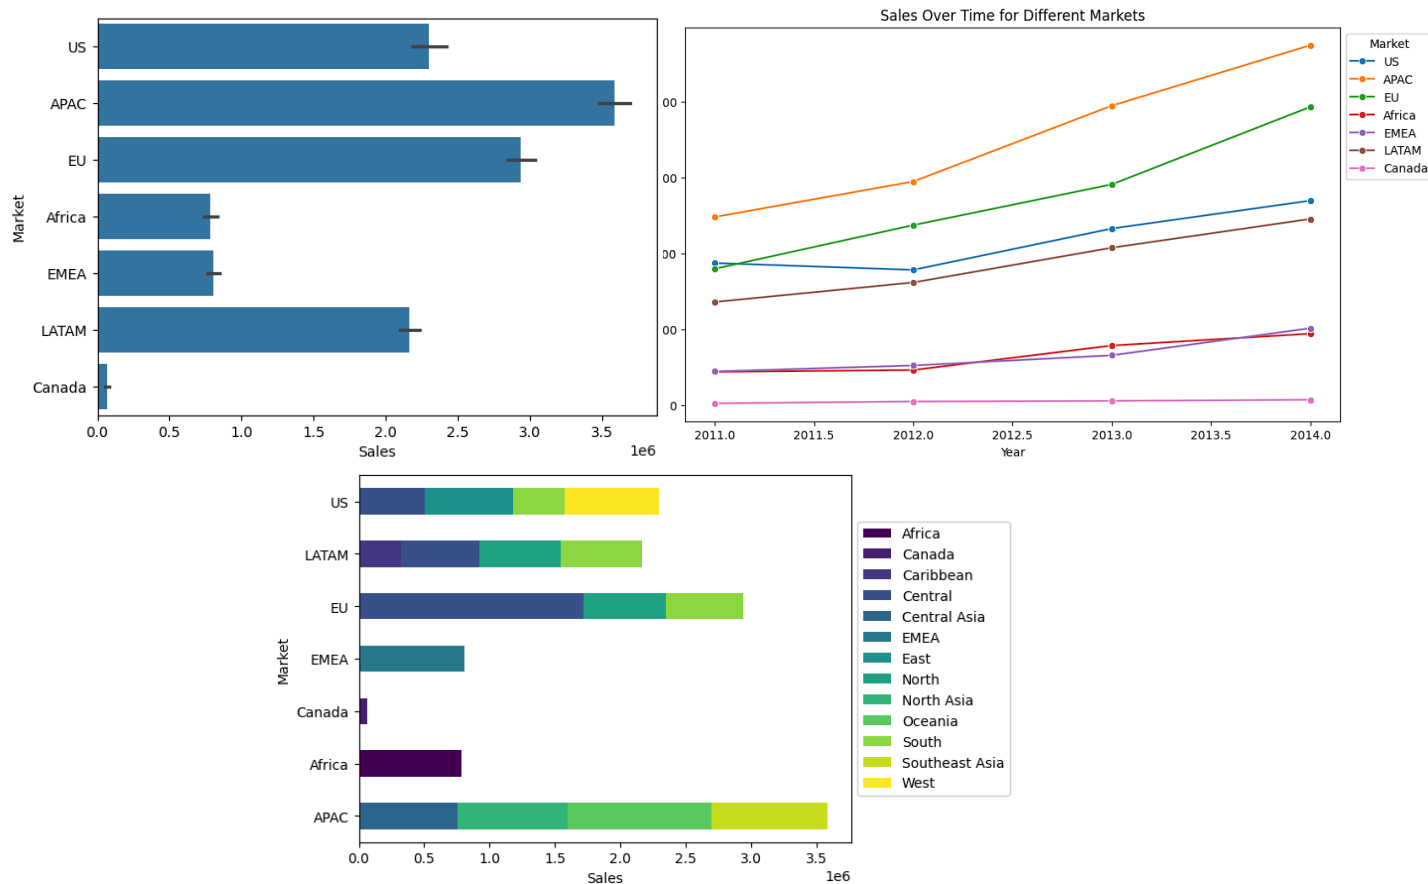 US
APAC
EU
Africa
EMEA
LATAM
Canada
Market
0.0 0.5 1.0 1.5 2.0 2.5 3.0 3.5
Sales
1e6
Sales Over Time for Different Markets
00
00
00
00
0
2011.0 2011.5 2012.0 2012.5 2013.0 2013.5 2014.0
Year
Market
US
APAC
EU
Africa
EMEA
LATAM
Canada
US
LATAM
EU
EMEA
Canada
Africa
APAC
Market
0.0 0.5 1.0 1.5 2.0 2.5 3.0 3.5
Sales
1e6
Africa
Canada
Caribbean
Central
Central Asia
EMEA
East
North
North Asia
Oceania
South
Southeast Asia
West